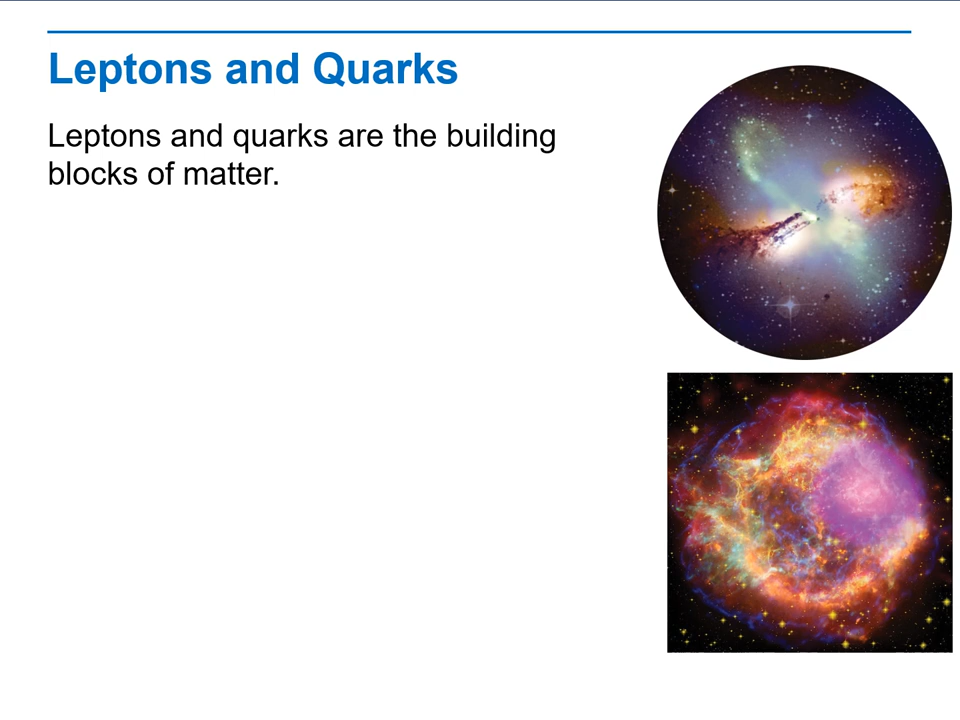 Leptons and Quarks
Leptons and quarks are the building
blocks of matter.